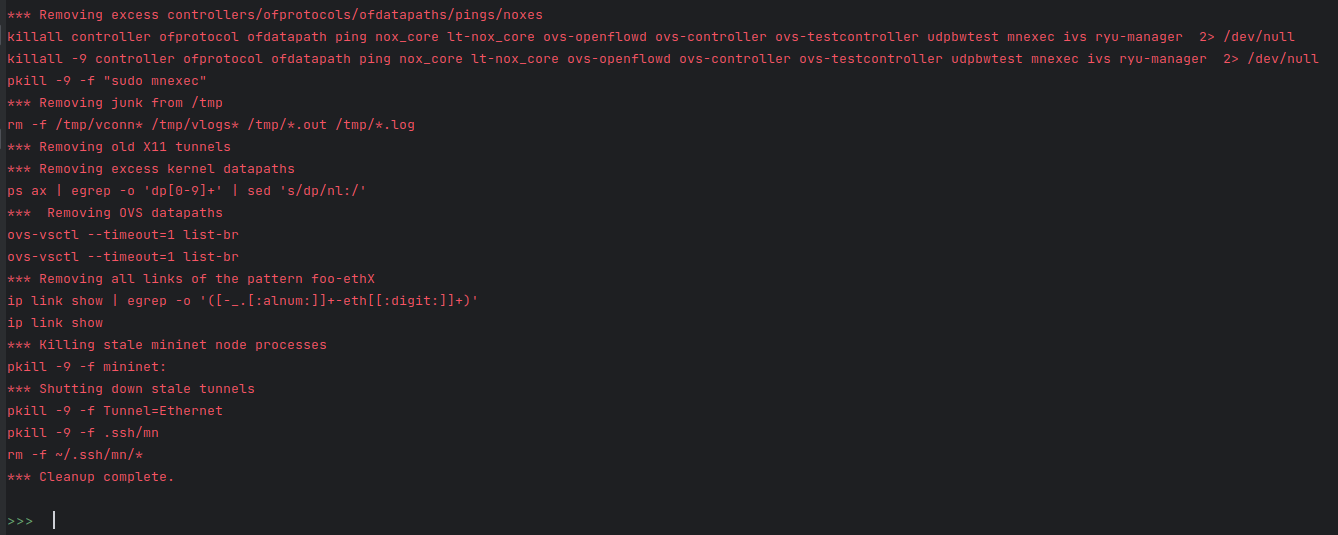 *** Removing excess controllers/ofprotocols/ofdatapaths/pings/noxes
killall controller ofprotocol ofdatapath ping nox_core lt-nox_core ovs-openflowd ovs-controller ovs-testcontroller udpbwtest mnexec ivs ryu-manager  2> /dev/null
killall -9 controller ofprotocol ofdatapath ping nox_core lt-nox_core ovs-openflowd ovs-controller ovs-testcontroller udpbwtest mnexec ivs ryu-manager  2> /dev/null
pkill -9 -f "sudo mnexec"
*** Removing junk from /tmp
rm -f /tmp/vconn* /tmp/vlogs* /tmp/*.out /tmp/*.log
*** Removing old X11 tunnels
*** Removing excess kernel datapaths
ps ax | egrep -o 'dp[0-9]+' | sed 's/dp/nl:/'
***  Removing OVS datapaths
ovs-vsctl --timeout=1 list-br
ovs-vsctl --timeout=1 list-br
*** Removing all links of the pattern foo-ethX
ip link show | egrep -o '([-_.[:alnum:]]+-eth[[:digit:]]+)'
ip link show
*** Killing stale mininet node processes
pkill -9 -f mininet:
*** Shutting down stale tunnels
pkill -9 -f Tunnel=Ethernet
pkill -9 -f .ssh/mn
rm -f ~/.ssh/mn/*
*** Cleanup complete.
>>>